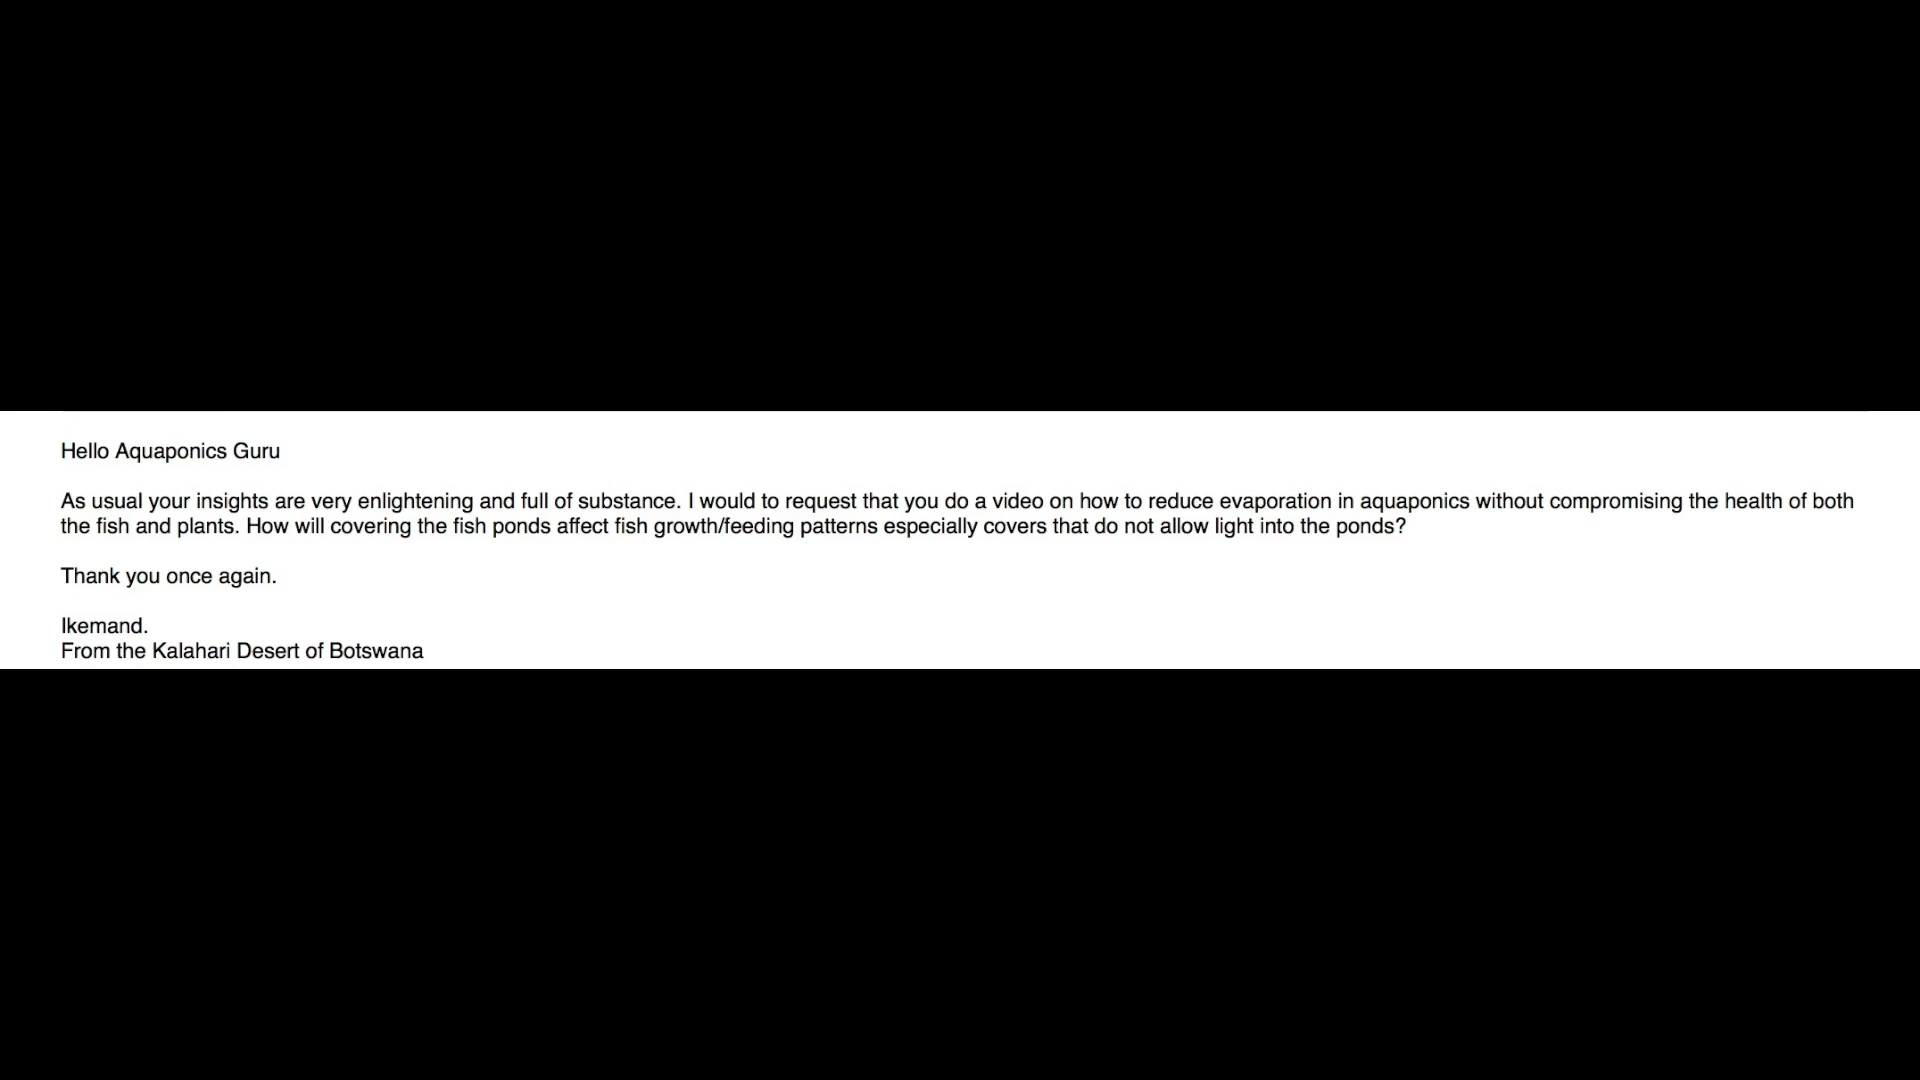 Hello Aquaponics Guru
As usual your insights are very enlightening and full of substance. I would to request that you do a video on how to reduce evaporation in aquaponics without compromising the health of both
the fish and plants. How will covering the fish ponds affect fish growth/feeding patterns especially covers that do not allow light into the ponds?
Thank you once again.
Ikemand.
From the Kalahari Desert of Botswana